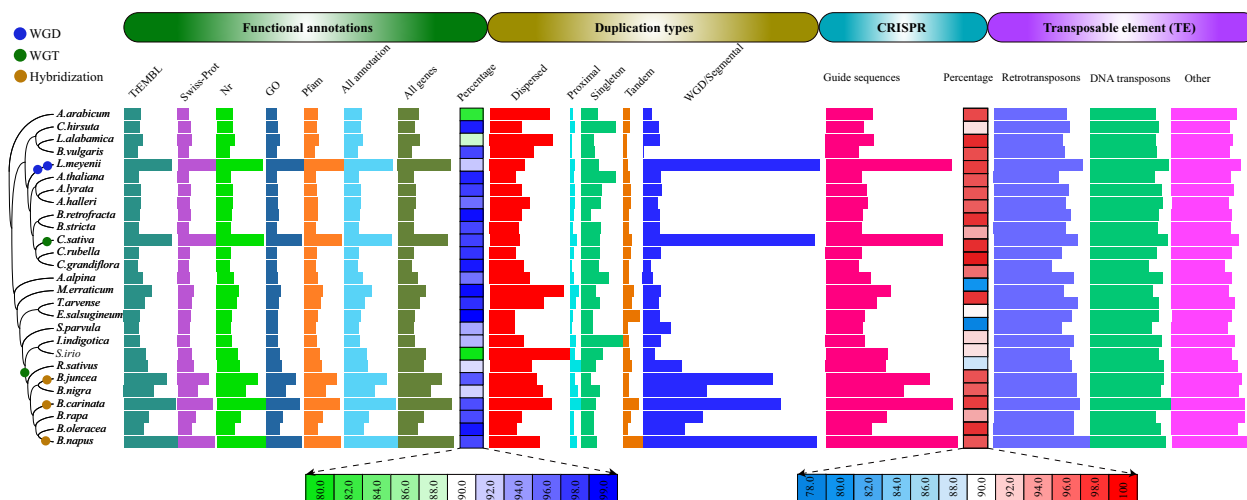 Functional annotations
Duplication types
CRISPR
Transposable element (TE)
WGD
WGT
Hybridization
TrEMBL
Swiss-Prot
Nr
GO
Pfam
All annotation
All genes
Percentage
Dispersed
Proximal
Singleton
Tandem
WGD/Segmental
Guide sequences
Percentage
Retrotransposons
DNA transposons
Other
A.arabicum
C.hirsuta
L.alabamica
B.vulgaris
L.meyenii
A.thaliana
A.lyrata
A.halleri
B.retrofracta
B.stricta
C.sativa
C.rubella
C.grandiflora
A.alpina
M.erraticum
T.arvense
E.salsugineum
S.parvula
I.indigotica
S.irio
R.sativus
B.juncea
B.nigra
B.carinata
B.rapa
B.oleracea
B.napus
80.0 82.0 84.0 86.0 88.0 90.0 92.0 94.0 96.0 98.0
78.0 80.0 82.0 84.0 86.0 88.0 90.0 92.0 94.0 96.0 98.0 100